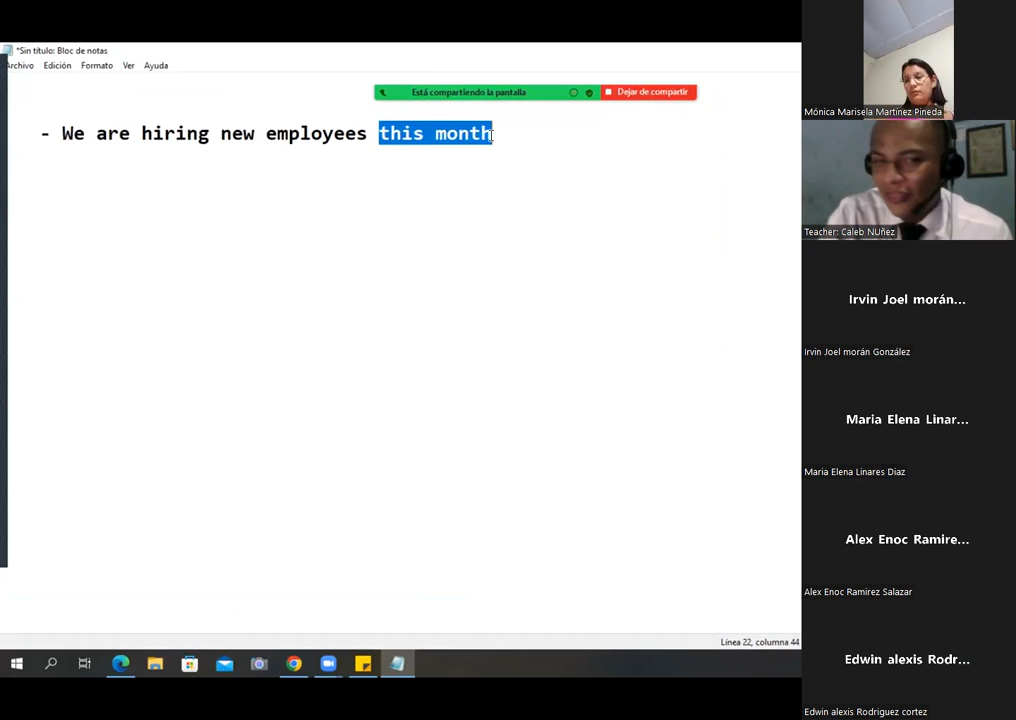 *Sin título: Bloc de notas
Archivo Edición Formato Ver Ayuda
Está compartiendo la pantalla
Dejar de compartir
- We are hiring new employees this month
Línea 22, columna 44
Mónica Marisela Martínez Pineda
Teacher: Caleb NUñez
Irvin Joel morán...
Irvin Joel morán González
Maria Elena Linar...
Maria Elena Linares Diaz
Alex Enoc Ramire...
Alex Enoc Ramirez Salazar
Edwin alexis Rodr...
Edwin alexis Rodriguez cortez